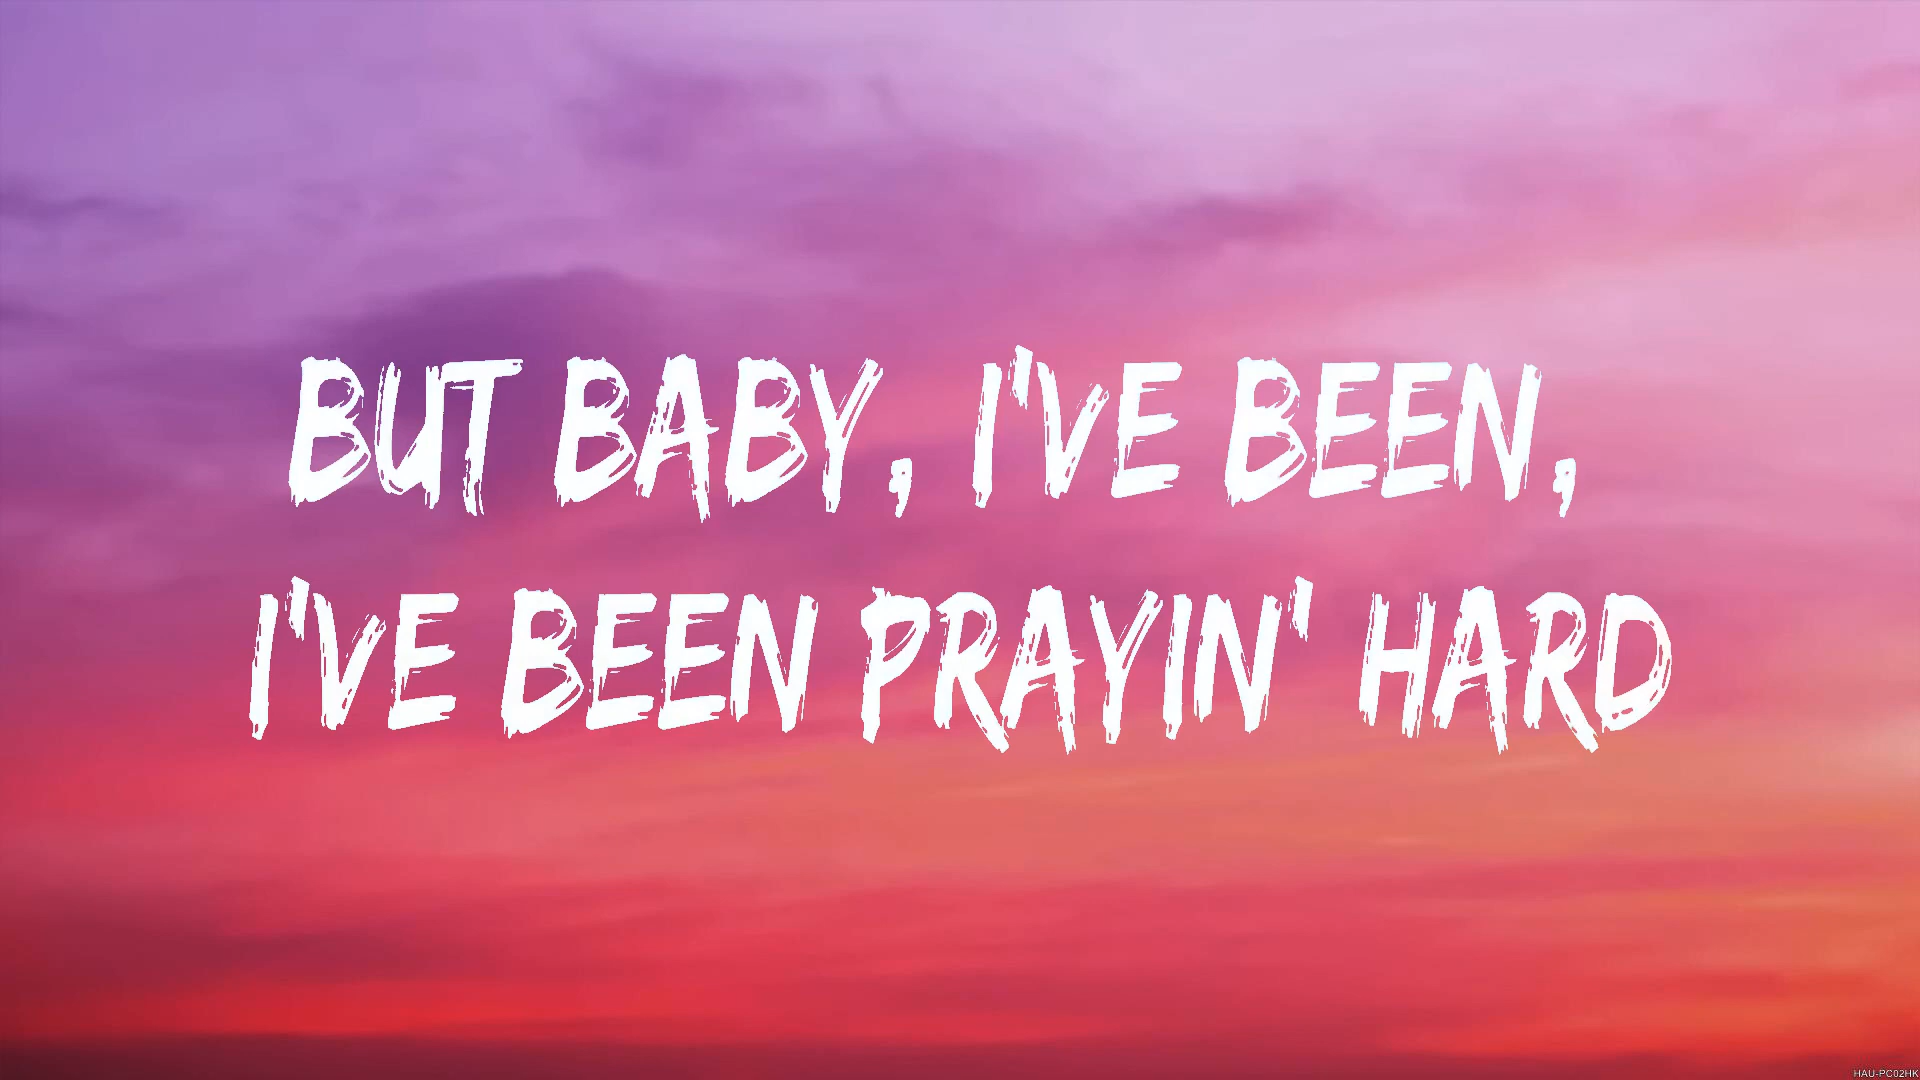 BUT BABY, I'VE BEEN,
I'VE BEEN PRAYIN' HARD
HAU-PC02HK